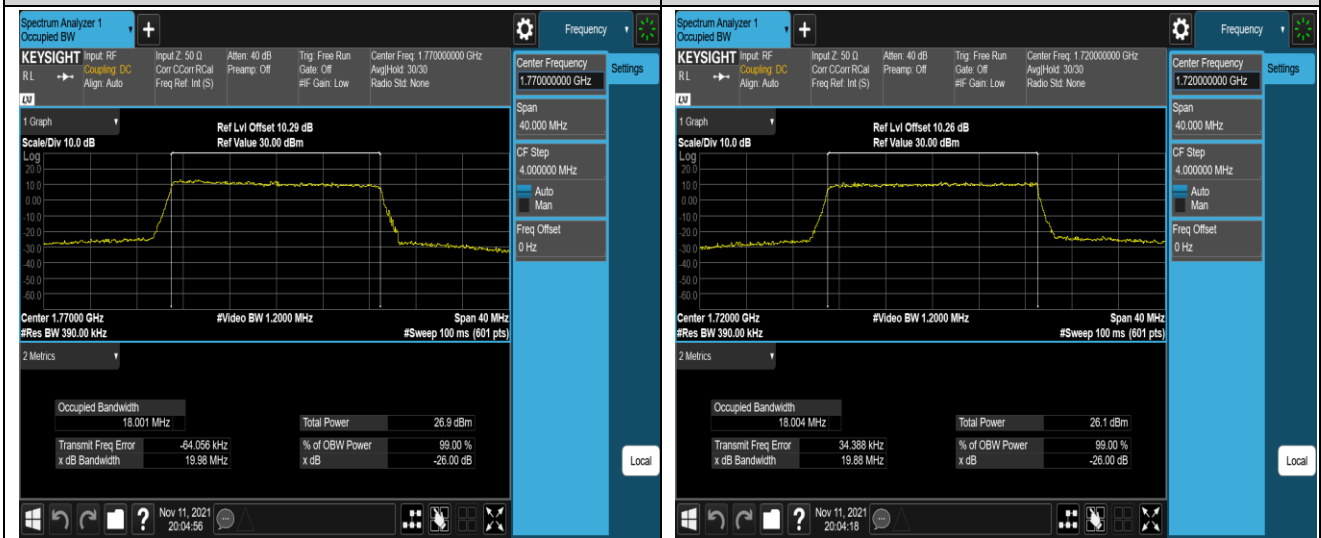 Spectrum Analyzer 1
Occupied BW
+
Frequency
KEYSIGHT
RL
LXI
Input: RF
Coupling: DC
Align: Auto
Input Z: 50 Ω
Corr CCorr RCal
Freq Ref: Int (S)
Atten: 40 dB
Preamp: Off
Trig: Free Run
Gate: Off
#IF Gain: Low
Center Freq: 1.770000000 GHz
Avg|Hold: 30/30
Radio Std: None
Center Frequency
1.770000000 GHz
Settings
Span
40.000 MHz
CF Step
4.000000 MHz
Auto
Man
Freq Offset
0 Hz
Local
1 Graph
Scale/Div 10.0 dB
Ref Lvl Offset 10.29 dB
Ref Value 30.00 dBm
Log
20.0
10.0
0.00
-10.0
-20.0
-30.0
-40.0
-50.0
-60.0
Center 1.77000 GHz
#Video BW 1.2000 MHz
Span 40 MHz
#Res BW 390.00 kHz
#Sweep 100 ms (601 pts)
2 Metrics
Occupied Bandwidth
18.001 MHz
Total Power 26.9 dBm
Transmit Freq Error -64.056 kHz
% of OBW Power 99.00 %
x dB Bandwidth 19.98 MHz
x dB -26.00 dB
?
Nov 11, 2021
20:04:56
Spectrum Analyzer 1
Occupied BW
+
Frequency
KEYSIGHT
RL
LXI
Input: RF
Coupling: DC
Align: Auto
Input Z: 50 Ω
Corr CCorr RCal
Freq Ref: Int (S)
Atten: 40 dB
Preamp: Off
Trig: Free Run
Gate: Off
#IF Gain: Low
Center Freq: 1.720000000 GHz
Avg|Hold: 30/30
Radio Std: None
Center Frequency
1.720000000 GHz
Settings
Span
40.000 MHz
CF Step
4.000000 MHz
Auto
Man
Freq Offset
0 Hz
Local
1 Graph
Scale/Div 10.0 dB
Ref Lvl Offset 10.26 dB
Ref Value 30.00 dBm
Log
20.0
10.0
0.00
-10.0
-20.0
-30.0
-40.0
-50.0
-60.0
Center 1.72000 GHz
#Video BW 1.2000 MHz
Span 40 MHz
#Res BW 390.00 kHz
#Sweep 100 ms (601 pts)
2 Metrics
Occupied Bandwidth
18.004 MHz
Total Power 26.1 dBm
Transmit Freq Error 34.388 kHz
% of OBW Power 99.00 %
x dB Bandwidth 19.88 MHz
x dB -26.00 dB
?
Nov 11, 2021
20:04:18